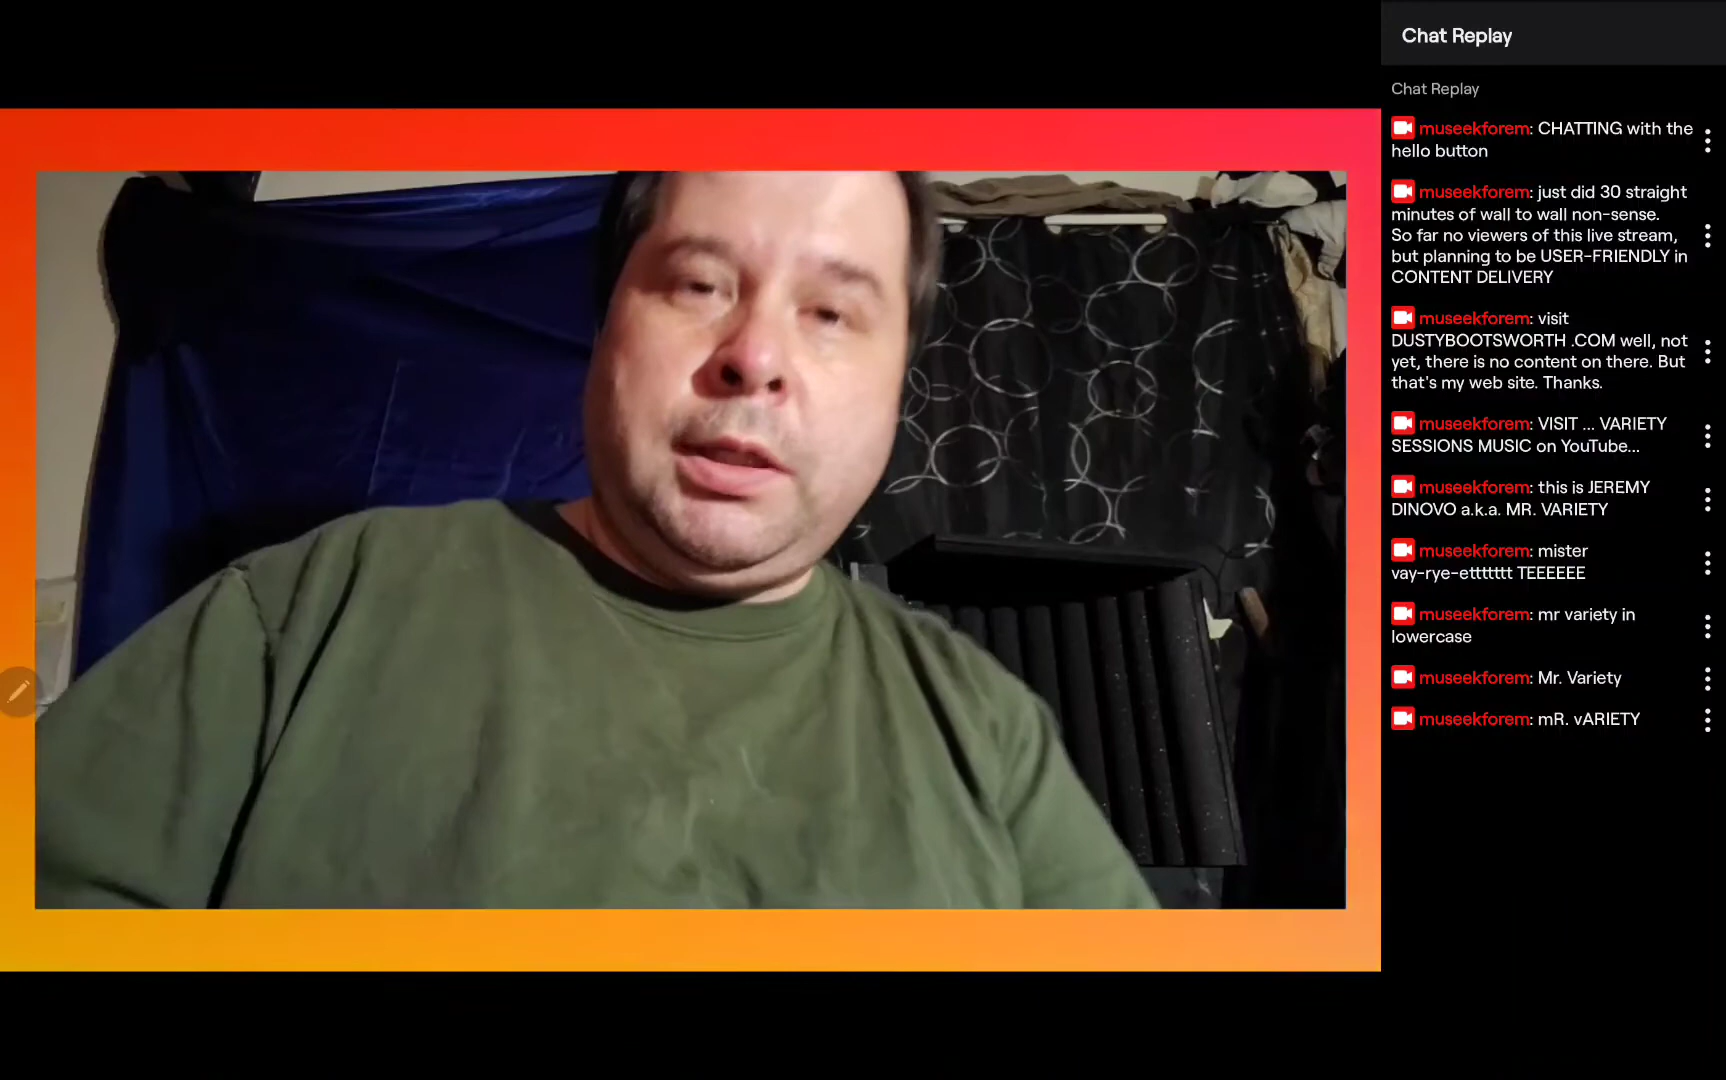 Chat Replay
Chat Replay
museekforem: CHATTING with the
hello button
museekforem: just did 30 straight
minutes of wall to wall non-sense.
So far no viewers of this live stream,
but planning to be USER-FRIENDLY in
CONTENT DELIVERY
museekforem: visit
DUSTYBOOTSWORTH .COM well, not
yet, there is no content on there. But
that's my web site. Thanks.
museekforem: VISIT ... VARIETY
SESSIONS MUSIC on YouTube...
museekforem: this is JEREMY
DINOVO a.k.a. MR. VARIETY
museekforem: mister
vay-rye-ettttttt TEEEEEE
museekforem: mr variety in
lowercase
museekforem: Mr. Variety
museekforem: mR. vARIETY